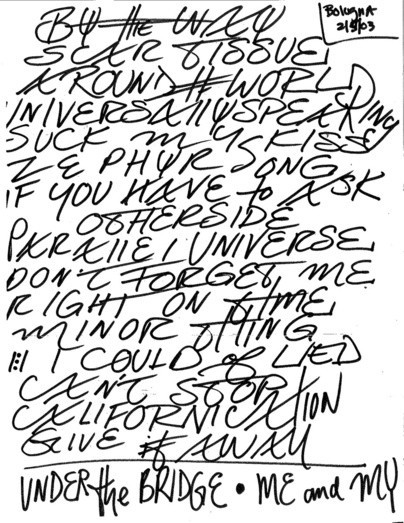 BOLOGNA
2/5/03
BY the WAY
SCAR TISSUE
AROUND the WORLD
UNIVERSAllY SPEAKING
SUCK MY KISS
ZEPHYR SONG
IF YOU HAVE to ASK
OtHERSIDE
PARAllEl UNIVERSE
DON'T FORGET ME
RIGHT ON tIME
MINOR tHING
I COULD of LIED
CAN'T STOP
CALIFORNICATION
GIVE it AWAY
UNDER the BRIDGE • ME and MY